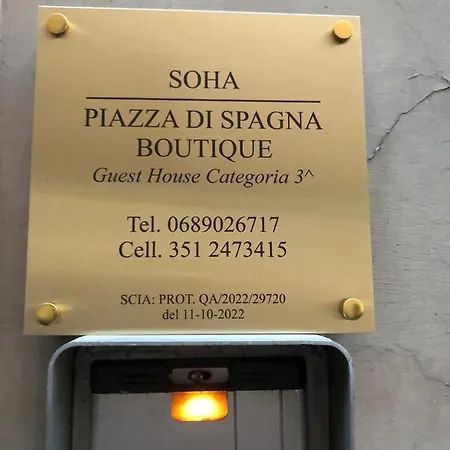 SOHA
PIAZZA DI SPAGNA
BOUTIQUE
Guest House Categoria 3^
Tel. 0689026717
Cell. 351 2473415
SCIA: PROT. QA/2022/29720
del 11-10-2022